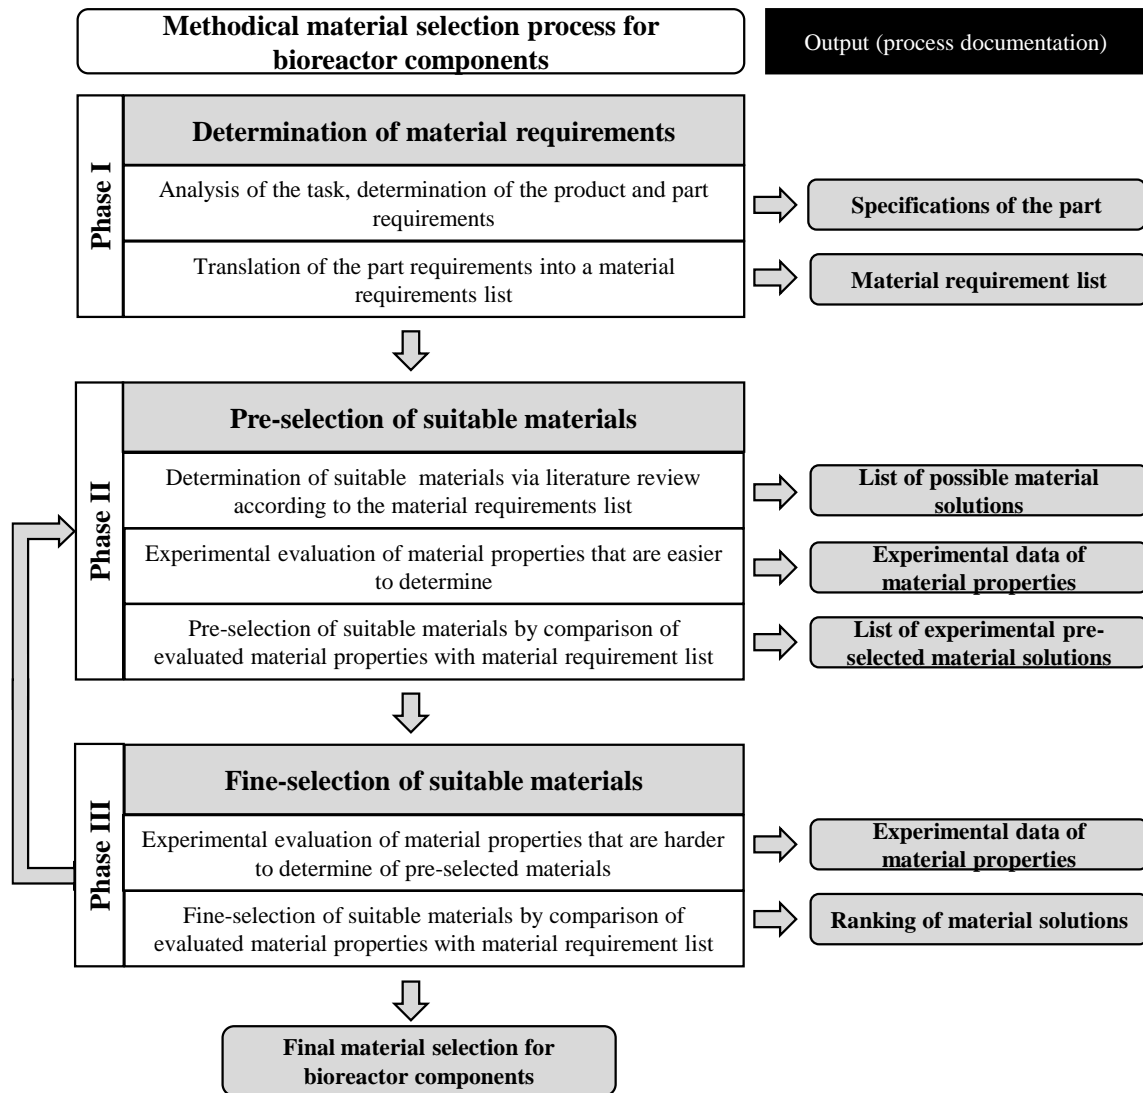 Methodical material selection process for
bioreactor components
Output (process documentation)
Phase I
Determination of material requirements
Analysis of the task, determination of the product and part
requirements
Specifications of the part
Translation of the part requirements into a material
requirements list
Material requirement list
Phase II
Pre-selection of suitable materials
Determination of suitable materials via literature review
according to the material requirements list
List of possible material
solutions
Experimental evaluation of material properties that are easier
to determine
Experimental data of
material properties
Pre-selection of suitable materials by comparison of
evaluated material properties with material requirement list
List of experimental pre-
selected material solutions
Phase III
Fine-selection of suitable materials
Experimental evaluation of material properties that are harder
to determine of pre-selected materials
Experimental data of
material properties
Fine-selection of suitable materials by comparison of
evaluated material properties with material requirement list
Ranking of material solutions
Final material selection for
bioreactor components